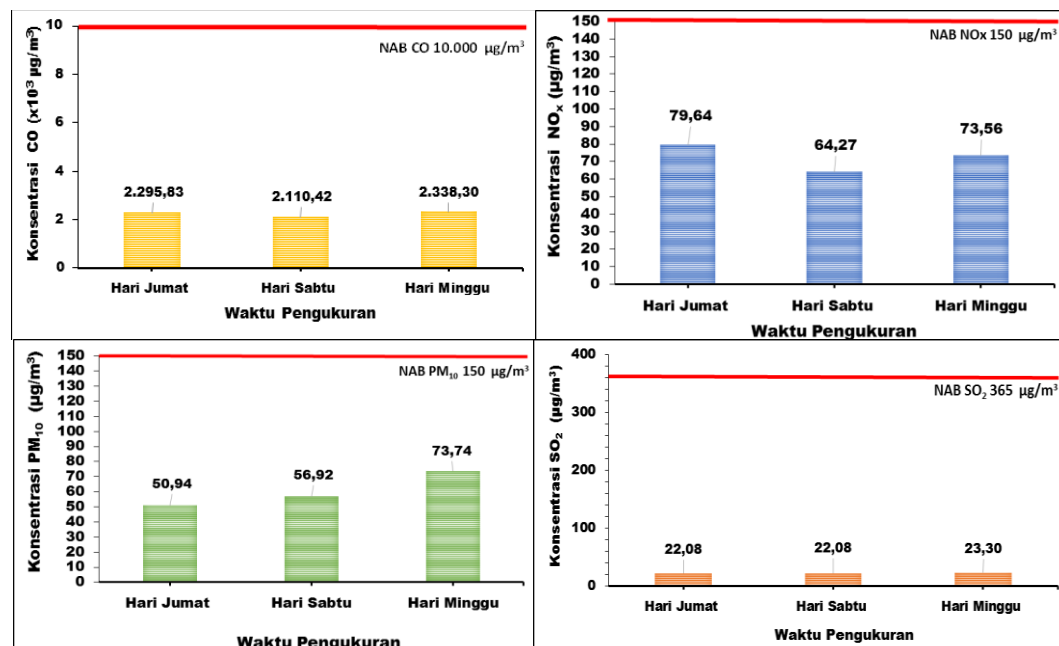 Konsentrasi CO (x10³ µg/m³)
10
8
6
4
2
0
NAB CO 10.000 µg/m³
2.295,83
2.110,42
2.338,30
Hari Jumat
Hari Sabtu
Hari Minggu
Waktu Pengukuran
Konsentrasi NOₓ (µg/m³)
150
140
130
120
110
100
90
80
70
60
50
40
30
20
10
0
NAB NOx 150 µg/m³
79,64
64,27
73,56
Hari Jumat
Hari Sabtu
Hari Minggu
Waktu Pengukuran
Konsentrasi PM₁₀ (µg/m³)
150
140
130
120
110
100
90
80
70
60
50
40
30
20
10
0
NAB PM₁₀ 150 µg/m³
50,94
56,92
73,74
Hari Jumat
Hari Sabtu
Hari Minggu
Waktu Pengukuran
Konsentrasi SO₂ (µg/m³)
400
300
200
100
0
NAB SO₂ 365 µg/m³
22,08
22,08
23,30
Hari Jumat
Hari Sabtu
Hari Minggu
Waktu Pengukuran